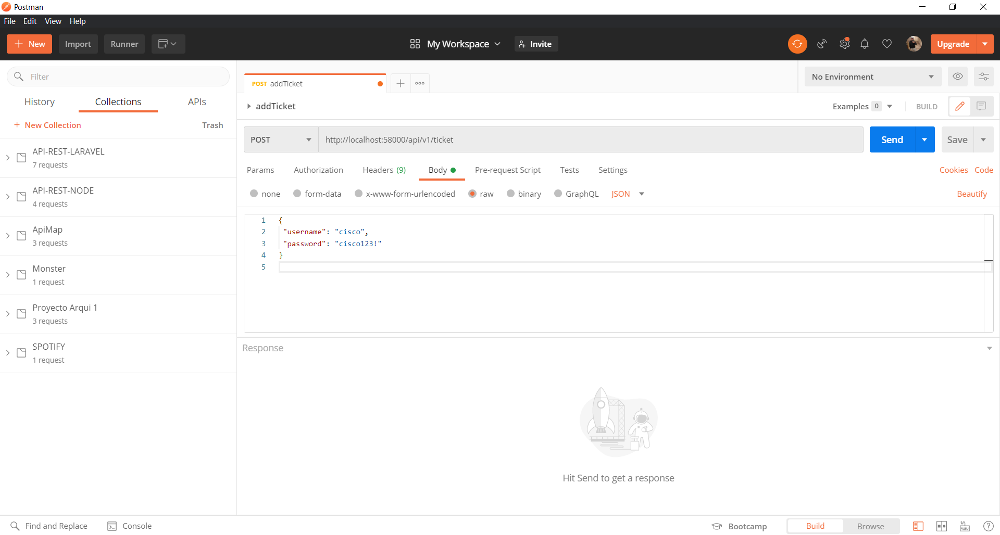 Postman
File Edit View Help
New Import Runner My Workspace Invite Upgrade
Filter
History Collections APIs
New Collection Trash
API-REST-LARAVEL
7 requests
API-REST-NODE
4 requests
ApiMap
3 requests
Monster
1 request
Proyecto Arqui 1
3 requests
SPOTIFY
1 request
POST addTicket
No Environment
addTicket Examples 0 BUILD
POST http://localhost:58000/api/v1/ticket Send Save
Params Authorization Headers (9) Body Pre-request Script Tests Settings Cookies Code
none form-data x-www-form-urlencoded raw binary GraphQL JSON Beautify
1 {
2 "username": "cisco",
3 "password": "cisco123!"
4 }
5
Response
Hit Send to get a response
Find and Replace Console Bootcamp Build Browse